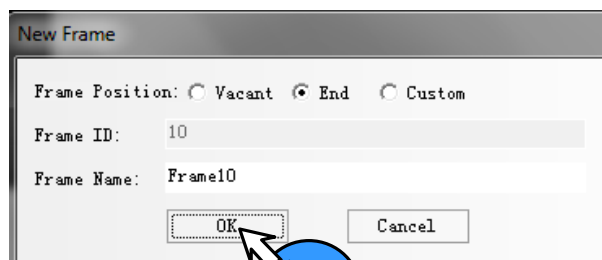 New Frame
Frame Position: Vacant End Custom
Frame ID: 10
Frame Name: Frame10
OK Cancel